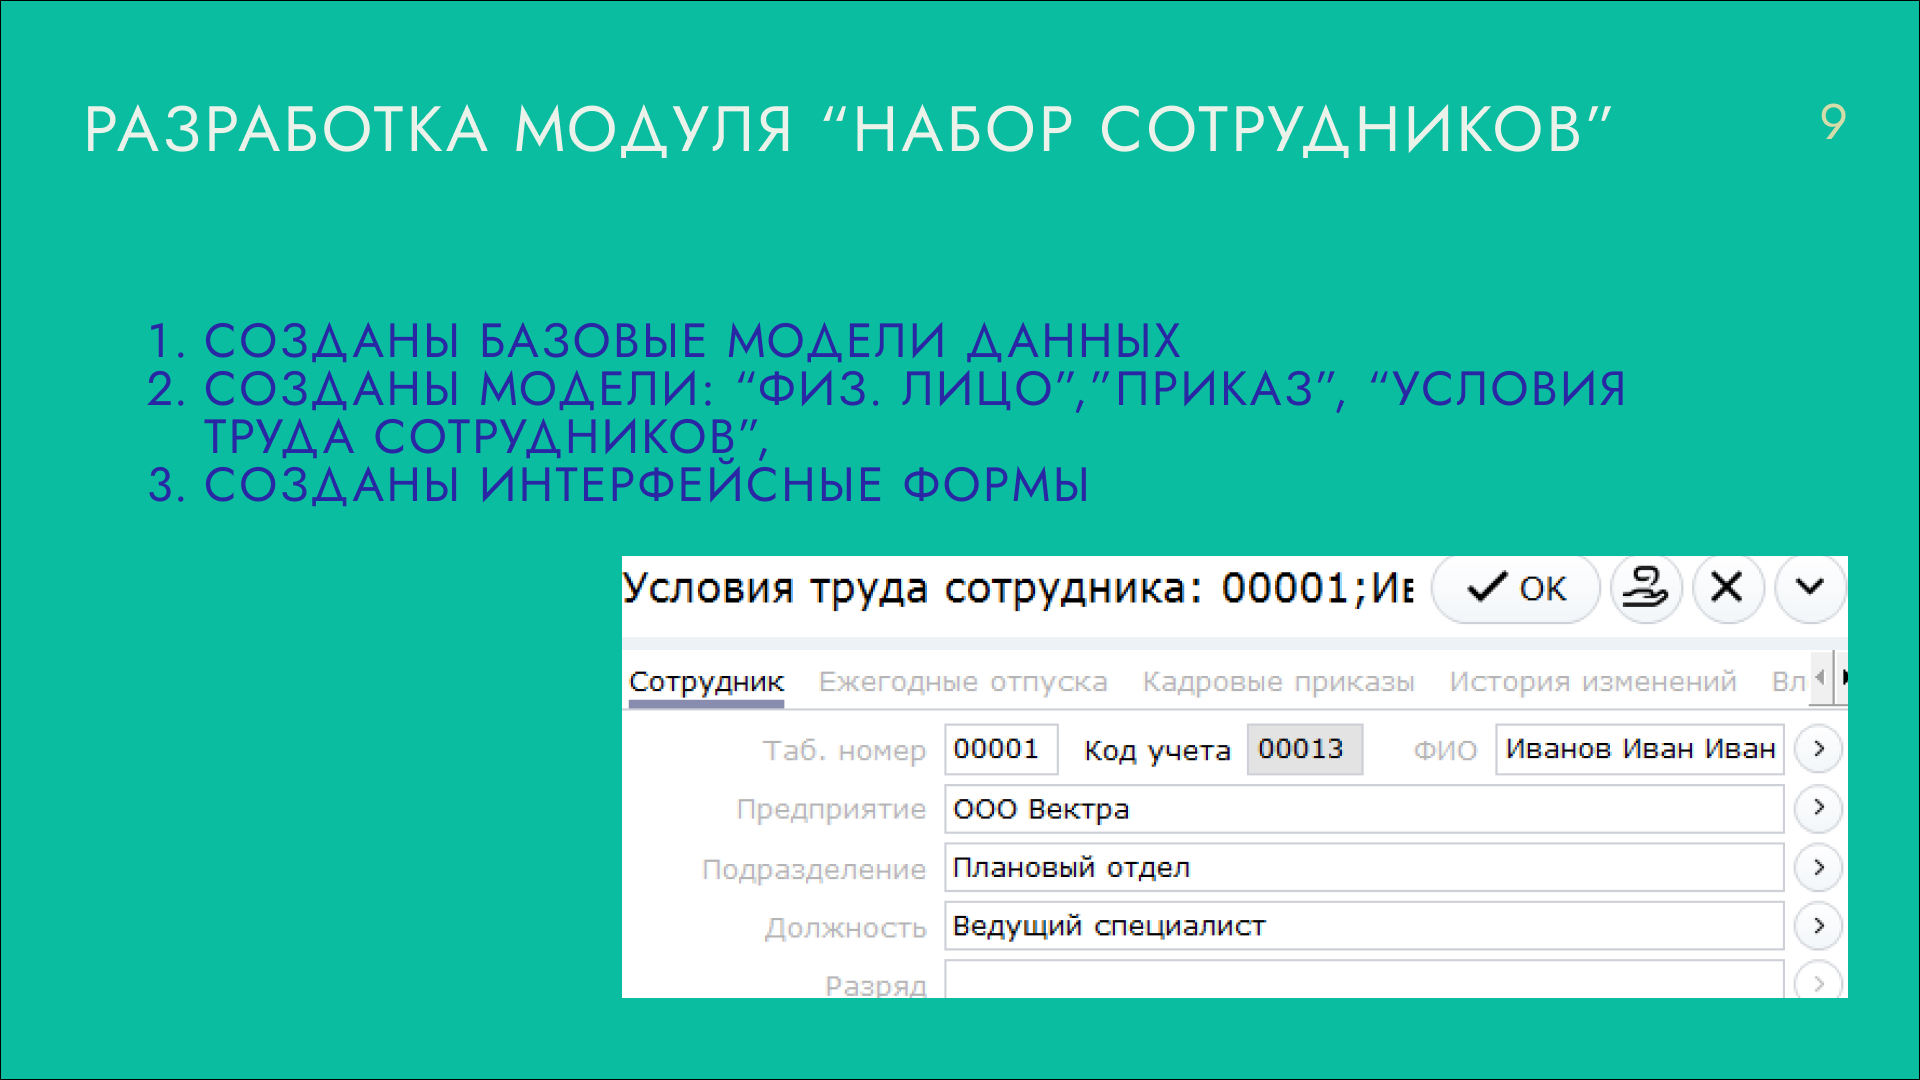 РАЗРАБОТКА МОДУЛЯ “НАБОР СОТРУДНИКОВ”
9
1. СОЗДАНЫ БАЗОВЫЕ МОДЕЛИ ДАННЫХ
2. СОЗДАНЫ МОДЕЛИ: “ФИЗ. ЛИЦО”,”ПРИКАЗ”, “УСЛОВИЯ
ТРУДА СОТРУДНИКОВ”,
3. СОЗДАНЫ ИНТЕРФЕЙСНЫЕ ФОРМЫ
Условия труда сотрудника: 00001;Ив OK
Сотрудник Ежегодные отпуска Кадровые приказы История изменений Вл
Таб. номер 00001 Код учета 00013 ФИО Иванов Иван Иван
Предприятие ООО Вектра
Подразделение Плановый отдел
Должность Ведущий специалист
Разряд